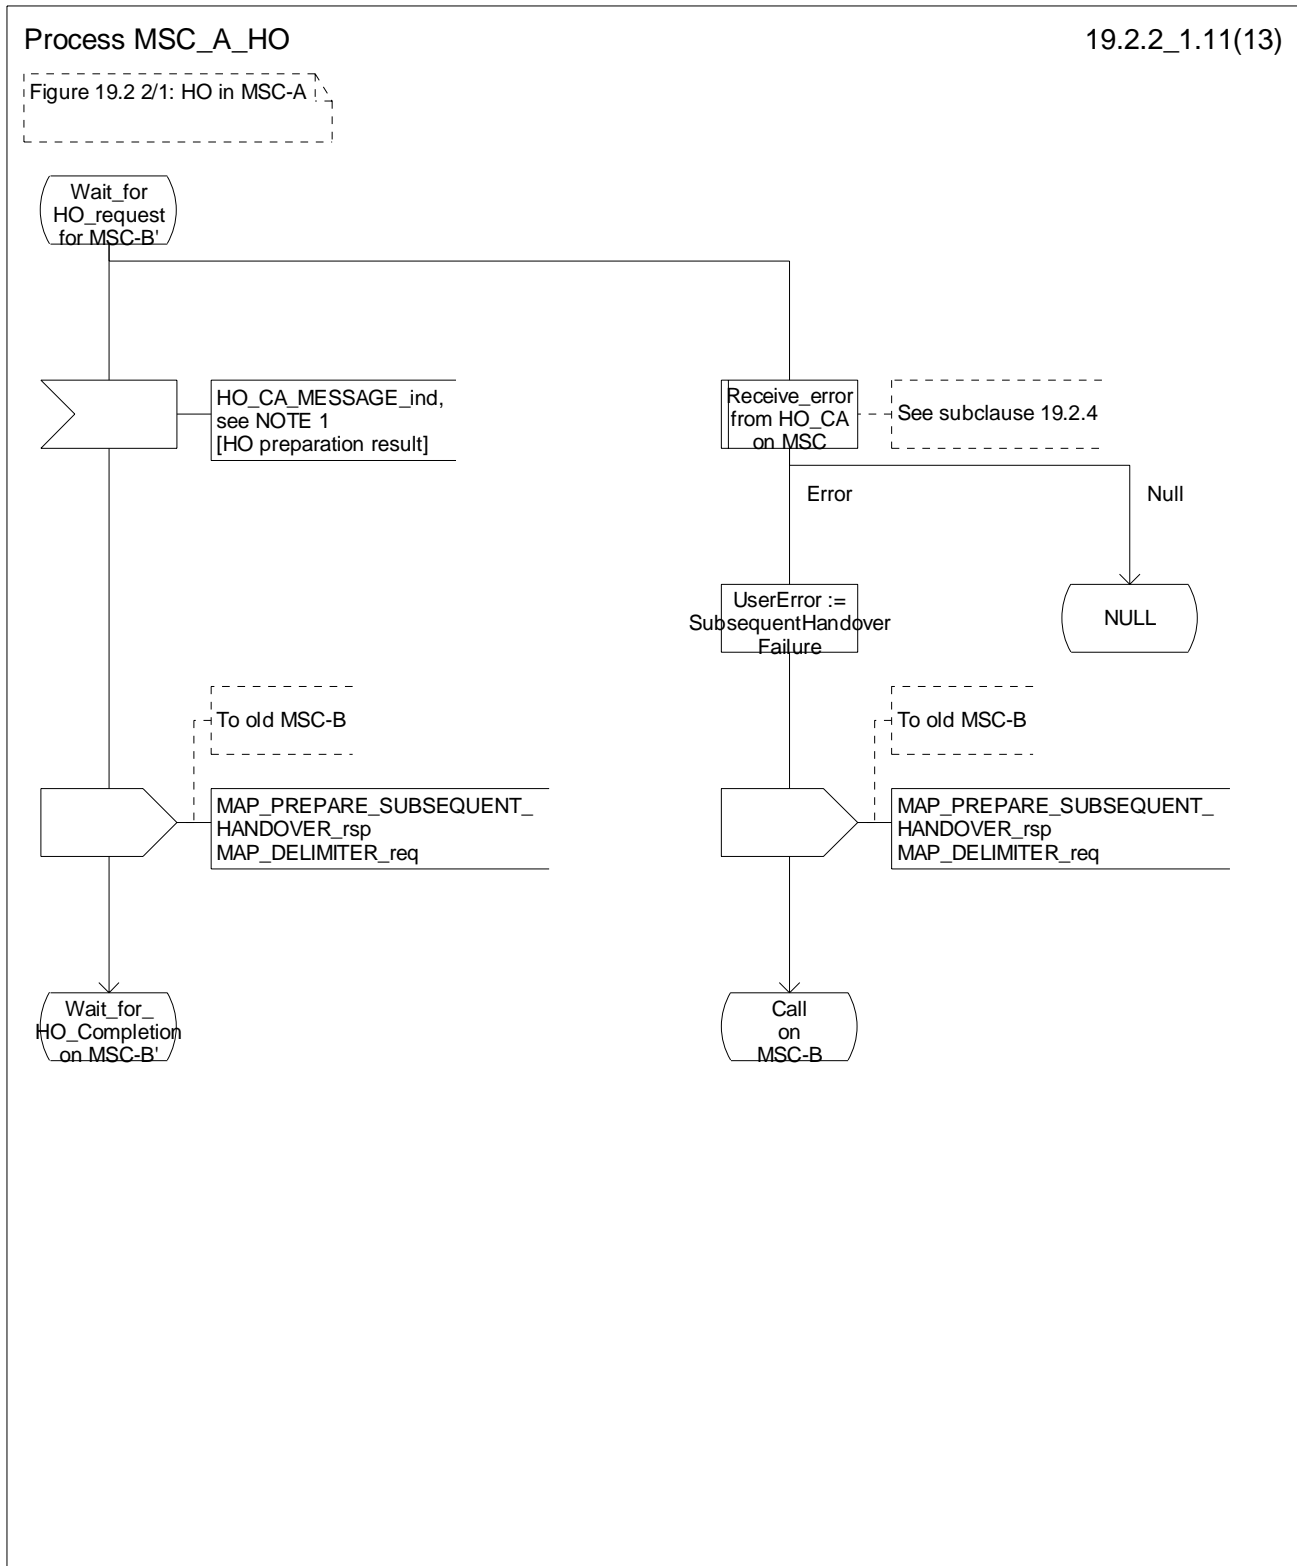 Process MSC_A_HO
19.2.2_1.11(13)
Figure 19.2 2/1: HO in MSC-A
Wait_for
HO_request
for MSC-B'
HO_CA_MESSAGE_ind,
see NOTE 1
[HO preparation result]
Receive_error
from HO_CA
on MSC
See subclause 19.2.4
Error
Null
UserError :=
SubsequentHandover
Failure
NULL
To old MSC-B
To old MSC-B
MAP_PREPARE_SUBSEQUENT_
HANDOVER_rsp
MAP_DELIMITER_req
MAP_PREPARE_SUBSEQUENT_
HANDOVER_rsp
MAP_DELIMITER_req
Wait_for_
HO_Completion
on MSC-B'
Call
on
MSC-B